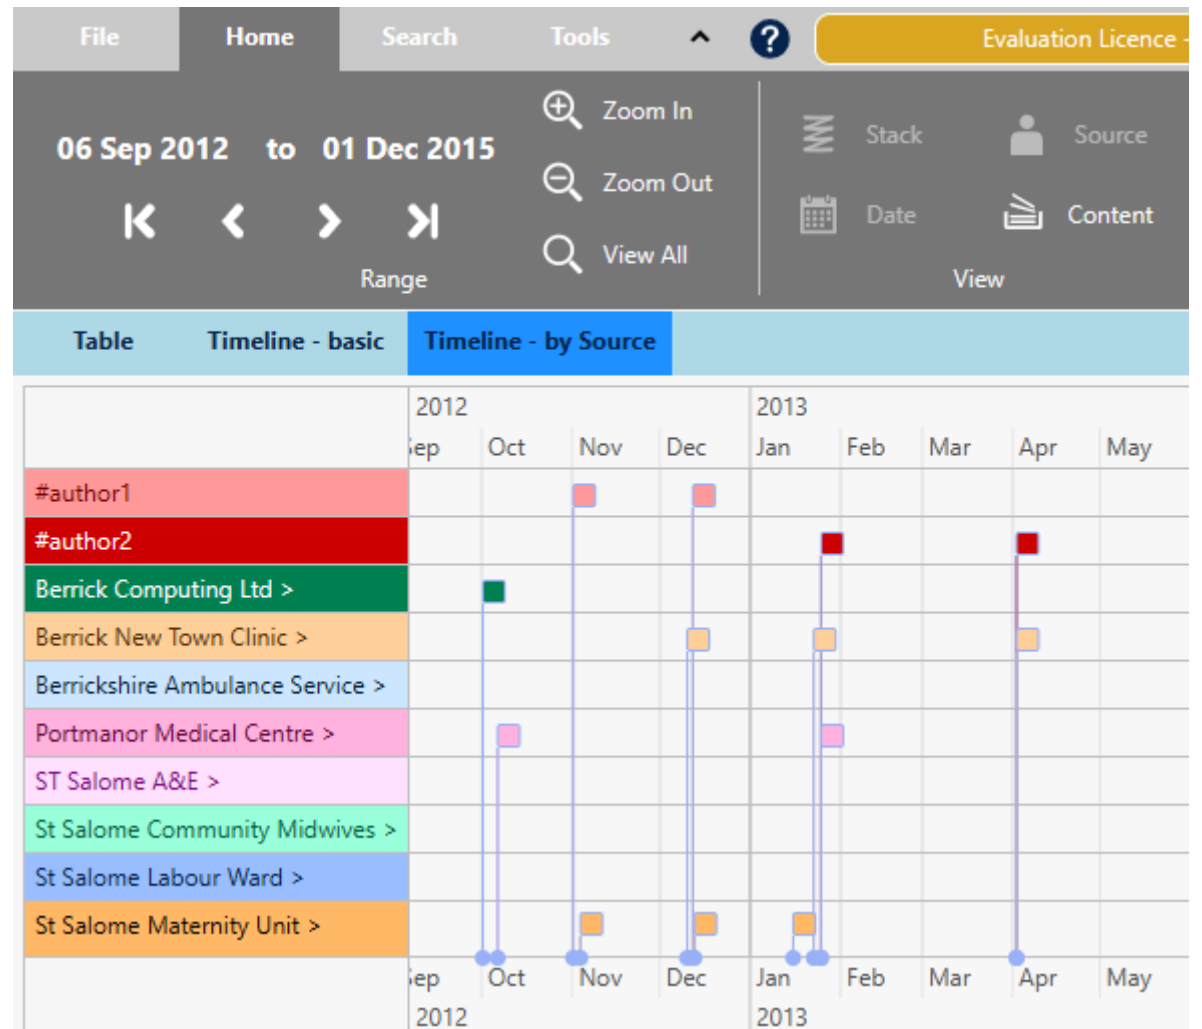 File Home Search Tools ? Evaluation Licence -
06 Sep 2012 to 01 Dec 2015
Zoom In
Zoom Out
View All
Range
Stack Source
Date Content
View
Table Timeline - basic Timeline - by Source
2012 2013
Sep Oct Nov Dec Jan Feb Mar Apr May
#author1
#author2
Berrick Computing Ltd >
Berrick New Town Clinic >
Berrickshire Ambulance Service >
Portmanor Medical Centre >
ST Salome A&E >
St Salome Community Midwives >
St Salome Labour Ward >
St Salome Maternity Unit >
Sep Oct Nov Dec Jan Feb Mar Apr May
2012 2013